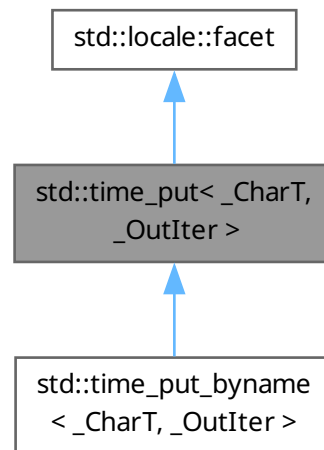 std::locale::facet
std::time_put< _CharT,
_OutIter >
std::time_put_byname
< _CharT, _OutIter >